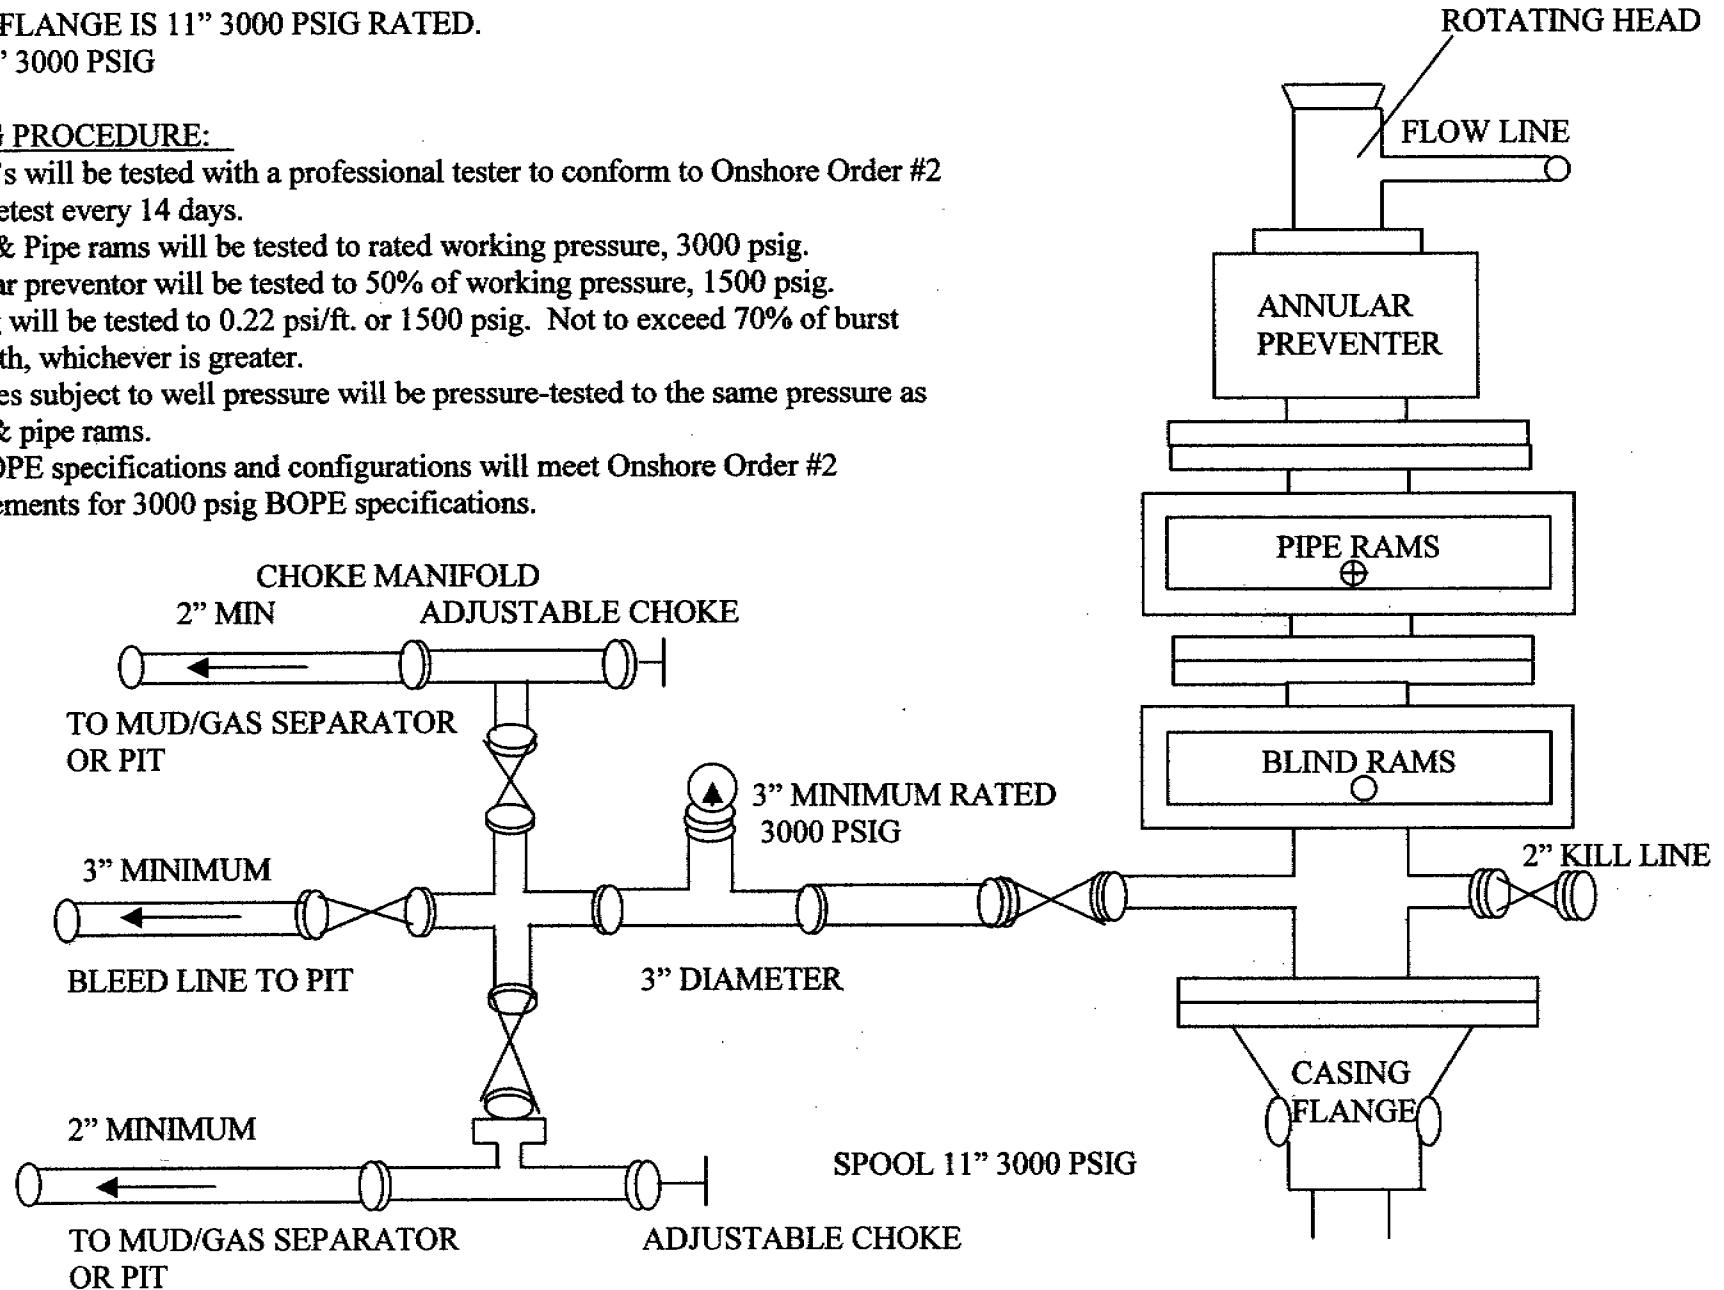 FLANGE IS 11” 3000 PSIG RATED.
” 3000 PSIG
PROCEDURE:
's will be tested with a professional tester to conform to Onshore Order #2
etest every 14 days.
& Pipe rams will be tested to rated working pressure, 3000 psig.
ar preventor will be tested to 50% of working pressure, 1500 psig.
will be tested to 0.22 psi/ft. or 1500 psig. Not to exceed 70% of burst
th, whichever is greater.
es subject to well pressure will be pressure-tested to the same pressure as
& pipe rams.
OPE specifications and configurations will meet Onshore Order #2
ements for 3000 psig BOPE specifications.
ROTATING HEAD
FLOW LINE
ANNULAR
PREVENTER
PIPE RAMS
BLIND RAMS
2” KILL LINE
CASING
FLANGE
CHOKE MANIFOLD
2” MIN
ADJUSTABLE CHOKE
TO MUD/GAS SEPARATOR
OR PIT
3” MINIMUM RATED
3000 PSIG
3” MINIMUM
BLEED LINE TO PIT
3” DIAMETER
2” MINIMUM
SPOOL 11” 3000 PSIG
TO MUD/GAS SEPARATOR
OR PIT
ADJUSTABLE CHOKE